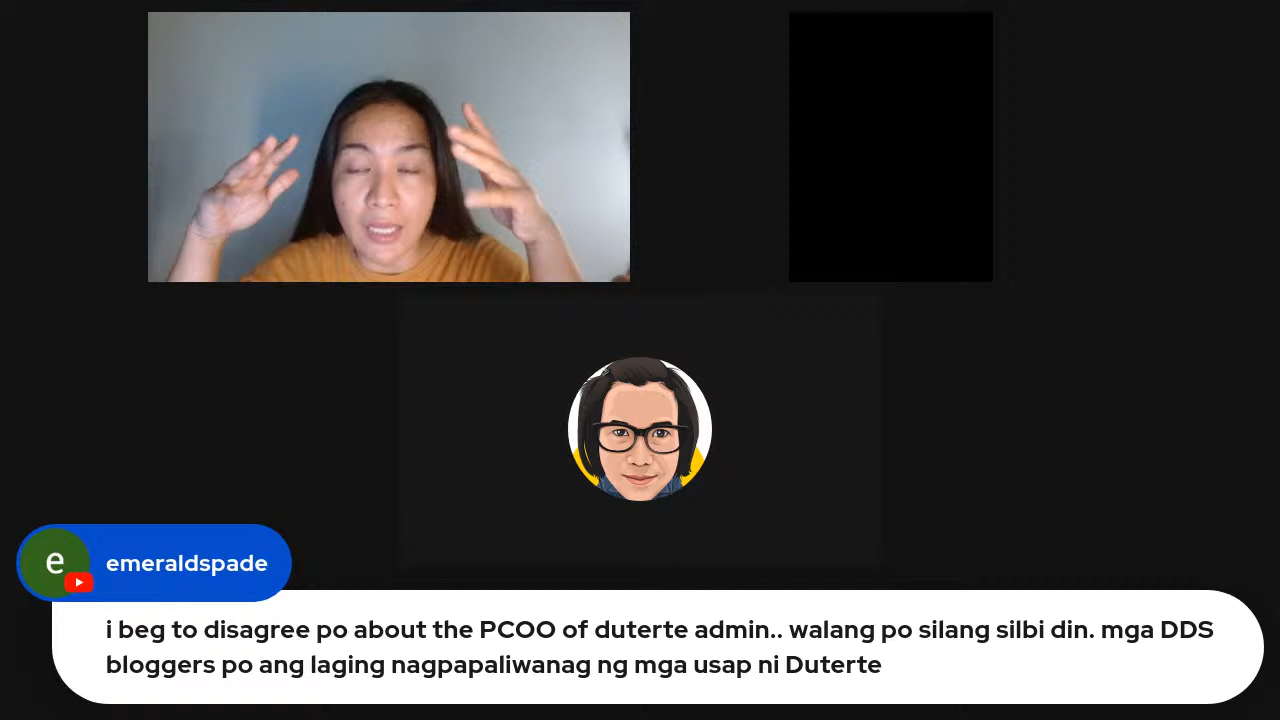 e
emeraldspade
i beg to disagree po about the PCOO of duterte admin.. walang po silang silbi din. mga DDS
bloggers po ang laging nagpapaliwanag ng mga usap ni Duterte